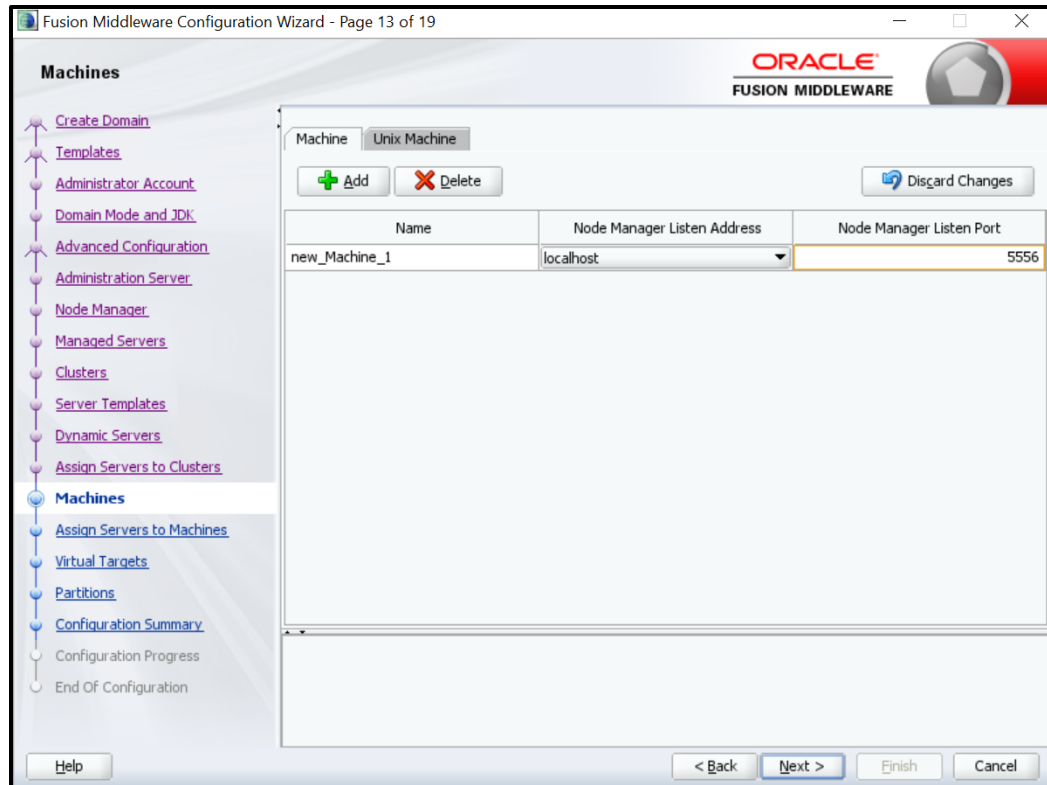 Fusion Middleware Configuration Wizard - Page 13 of 19
Machines
ORACLE
FUSION MIDDLEWARE
Create Domain
Templates
Administrator Account
Domain Mode and JDK
Advanced Configuration
Administration Server
Node Manager
Managed Servers
Clusters
Server Templates
Dynamic Servers
Assign Servers to Clusters
Machines
Assign Servers to Machines
Virtual Targets
Partitions
Configuration Summary
Configuration Progress
End Of Configuration
Machine Unix Machine
Add Delete Discard Changes
Name Node Manager Listen Address Node Manager Listen Port
new_Machine_1 localhost 5556
Help < Back Next > Finish Cancel